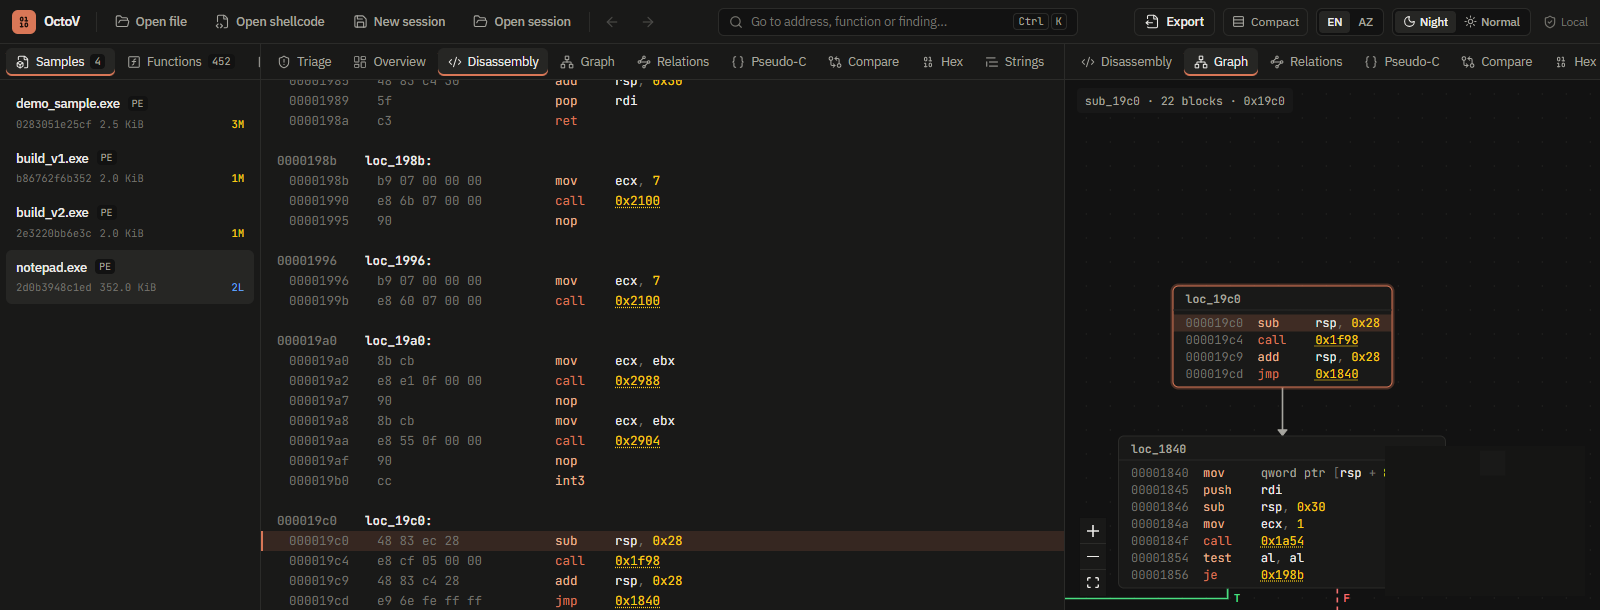 OctoV Open file Open shellcode New session Open session Go to address, function or finding... Ctrl K Export Compact EN AZ Night Normal Local
Samples 4 Functions 452 Triage Overview Disassembly Graph Relations Pseudo-C Compare Hex Strings Disassembly Graph Relations Pseudo-C Compare Hex
demo_sample.exe PE
0283051e25cf 2.5 KiB 3M
build_v1.exe PE
b86762f6b352 2.0 KiB 1M
build_v2.exe PE
2e3220bb6e3c 2.0 KiB 1M
notepad.exe PE
2d0b3948c1ed 352.0 KiB 2L
00001985 48 83 c4 30 add rsp, 0x30
00001989 5f pop rdi
0000198a c3 ret
0000198b loc_198b:
0000198b b9 07 00 00 00 mov ecx, 7
00001990 e8 6b 07 00 00 call 0x2100
00001995 90 nop
00001996 loc_1996:
00001996 b9 07 00 00 00 mov ecx, 7
0000199b e8 60 07 00 00 call 0x2100
000019a0 loc_19a0:
000019a0 8b cb mov ecx, ebx
000019a2 e8 e1 0f 00 00 call 0x2988
000019a7 90 nop
000019a8 8b cb mov ecx, ebx
000019aa e8 55 0f 00 00 call 0x2904
000019af 90 nop
000019b0 cc int3
000019c0 loc_19c0:
000019c0 48 83 ec 28 sub rsp, 0x28
000019c4 e8 cf 05 00 00 call 0x1f98
000019c9 48 83 c4 28 add rsp, 0x28
000019cd e9 6e fe ff ff jmp 0x1840
sub_19c0 · 22 blocks · 0x19c0
loc_19c0
000019c0 sub rsp, 0x28
000019c4 call 0x1f98
000019c9 add rsp, 0x28
000019cd jmp 0x1840
loc_1840
00001840 mov qword ptr [rsp +
00001845 push rdi
00001846 sub rsp, 0x30
0000184a mov ecx, 1
0000184f call 0x1a54
00001854 test al, al
00001856 je 0x198b
T F